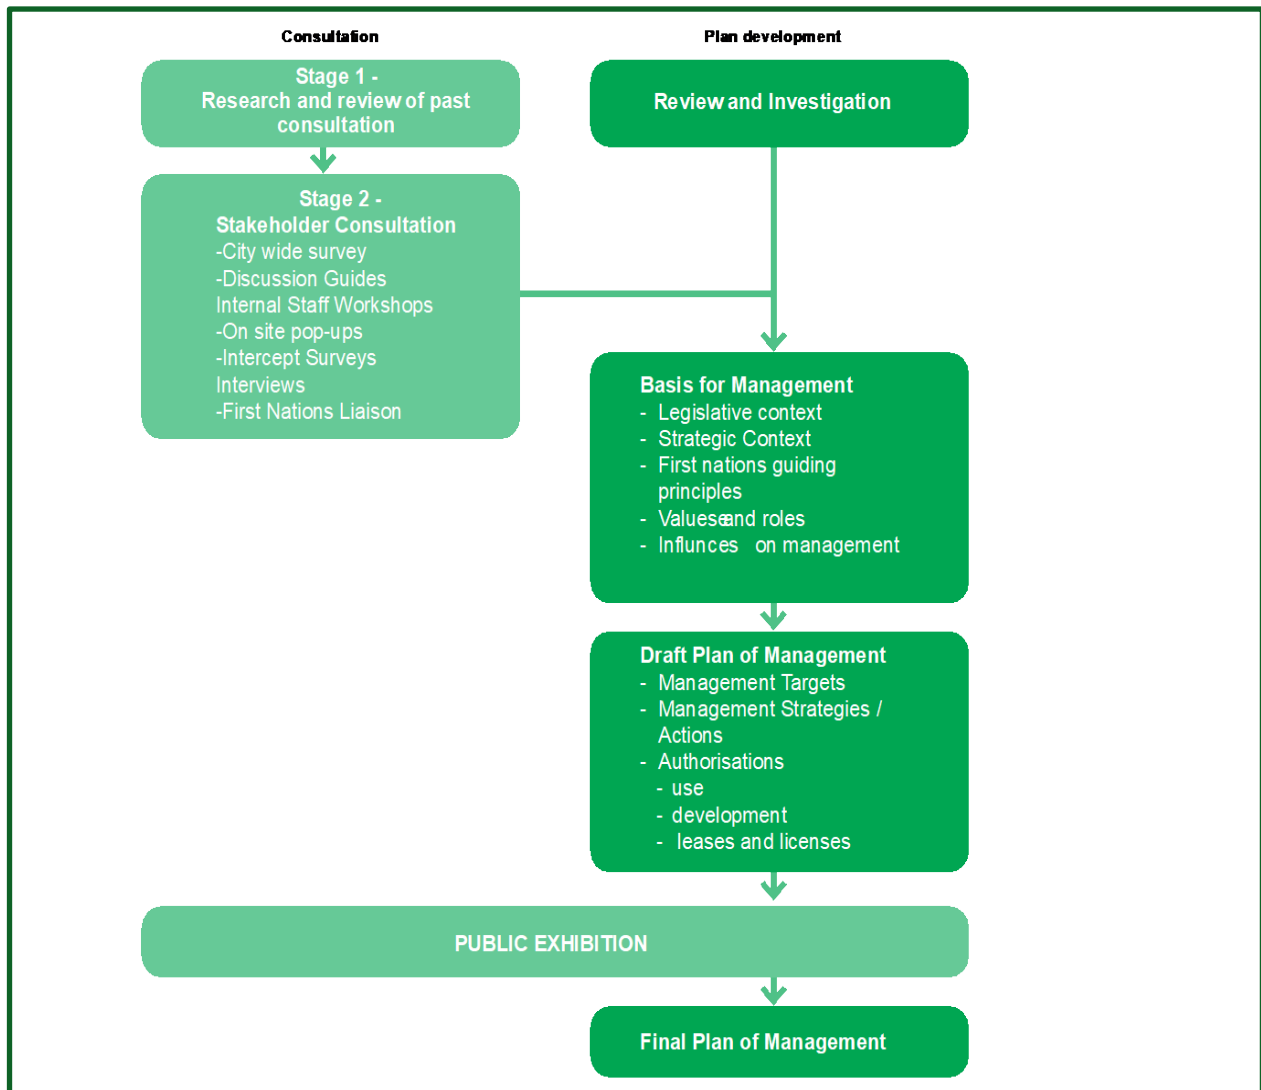 Consultation
Plan development
Stage 1 -
Research and review of past
consultation
Review and Investigation
Stage 2 -
Stakeholder Consultation
-City wide survey
-Discussion Guides
Internal Staff Workshops
-On site pop-ups
-Intercept Surveys
Interviews
-First Nations Liaison
Basis for Management
- Legislative context
- Strategic Context
- First nations guiding
principles
- Values and roles
- Influnces on management
Draft Plan of Management
- Management Targets
- Management Strategies /
Actions
- Authorisations
- use
- development
- leases and licenses
PUBLIC EXHIBITION
Final Plan of Management